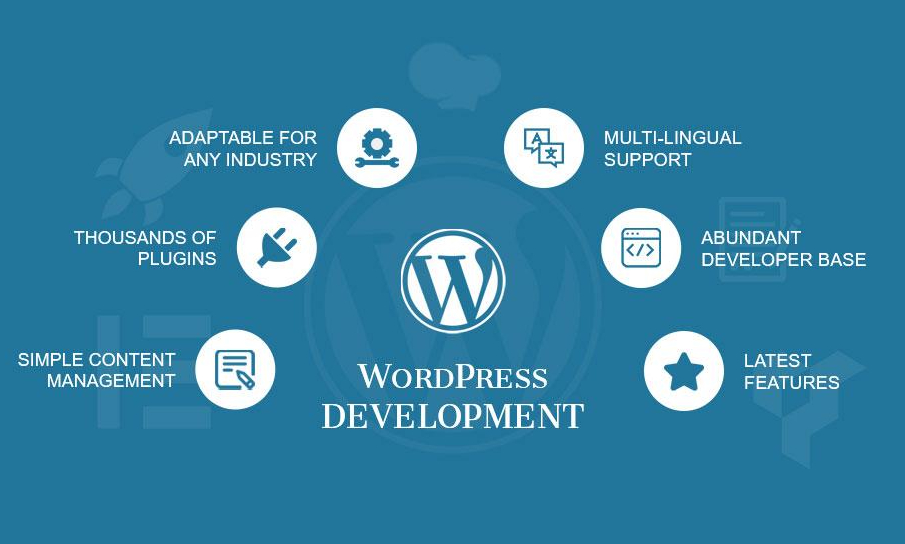 ADAPTABLE FOR
ANY INDUSTRY
THOUSANDS OF
PLUGINS
SIMPLE CONTENT
MANAGEMENT
MULTI-LINGUAL
SUPPORT
ABUNDANT
DEVELOPER BASE
LATEST
FEATURES
A
文
</>
W
WORDPRESS
DEVELOPMENT